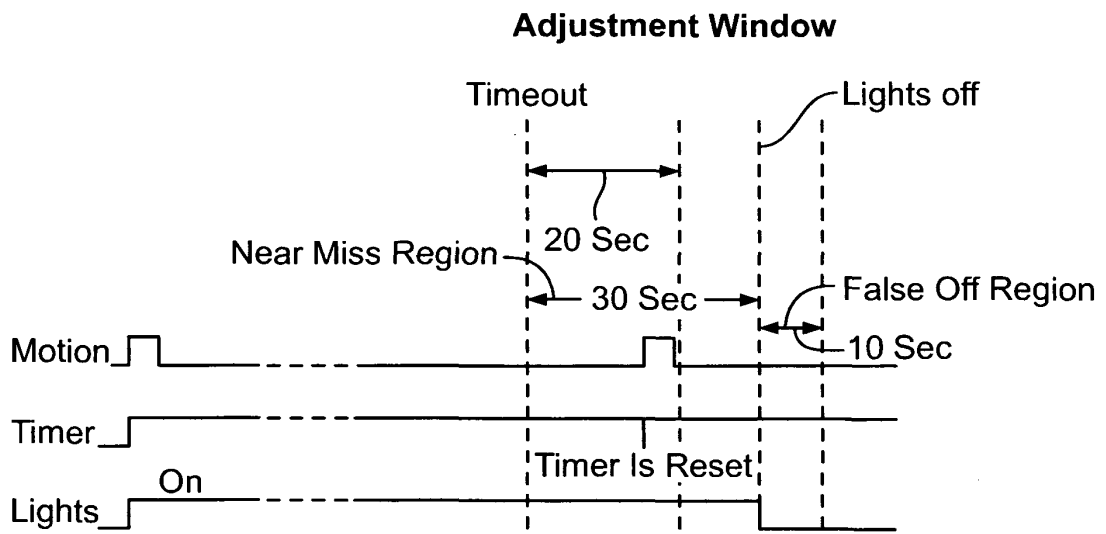 Adjustment Window
Timeout
Lights off
20 Sec
Near Miss Region
30 Sec
False Off Region
10 Sec
Motion
Timer
Timer Is Reset
On
Lights